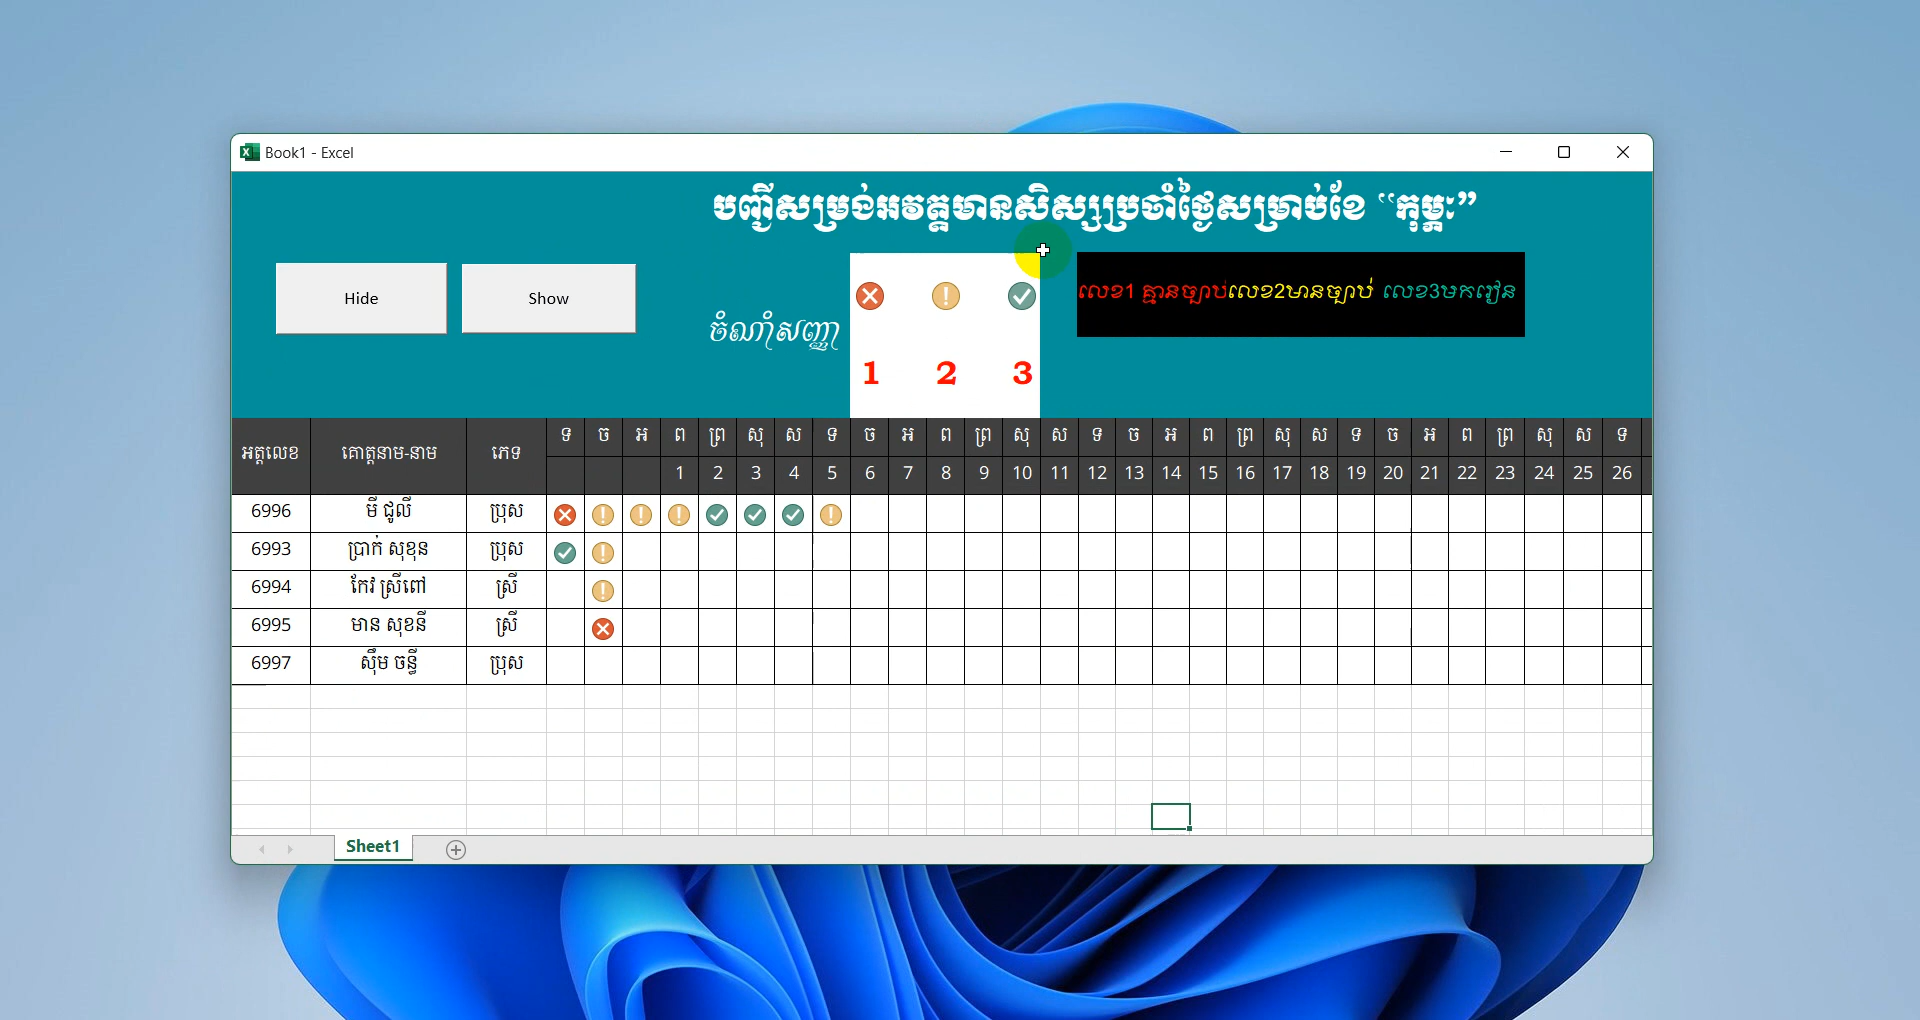 Book1 - Excel
បញ្ជីសម្រង់អវត្តមានសិស្សប្រចាំថ្ងៃសម្រាប់ខែ “កុម្ភៈ”
Hide Show
ចំណាំសញ្ញា
លេខ1 គ្មានច្បាប់លេខ2មានច្បាប់ លេខ3មករៀន
1 2 3
អត្តលេខ គោត្តនាម-នាម ភេទ ទ ច អ ព ព្រ សុ ស ទ ច អ ព ព្រ សុ ស ទ ច អ ព ព្រ សុ ស ទ ច អ ព ព្រ សុ ស ទ
1 2 3 4 5 6 7 8 9 10 11 12 13 14 15 16 17 18 19 20 21 22 23 24 25 26
6996 មី ជូលី ប្រុស
6993 ប្រាក់ សុខុន ប្រុស
6994 កែវ ស្រីពៅ ស្រី
6995 មាន សុខនី ស្រី
6997 ស៊ឹម ចន្ធី ប្រុស
Sheet1